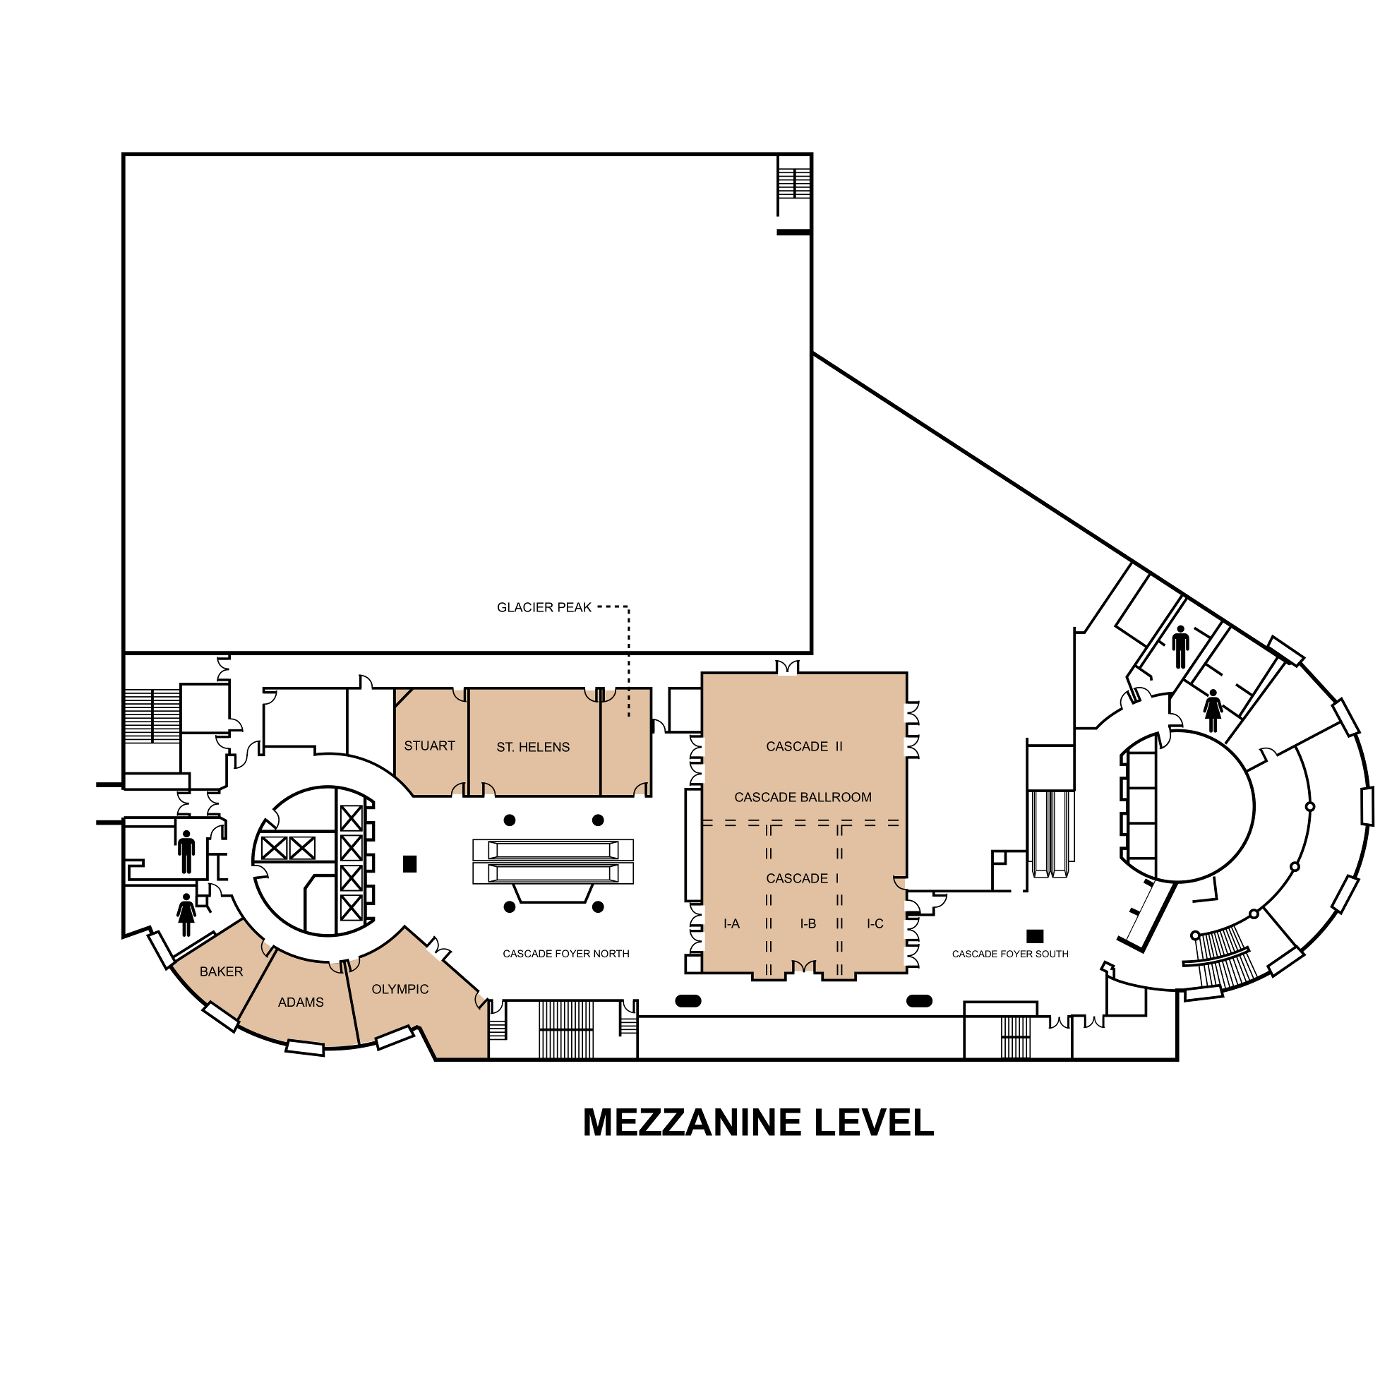 GLACIER PEAK
STUART
ST. HELENS
CASCADE II
CASCADE BALLROOM
CASCADE I
I-A
I-B
I-C
CASCADE FOYER NORTH
CASCADE FOYER SOUTH
BAKER
ADAMS
OLYMPIC
MEZZANINE LEVEL